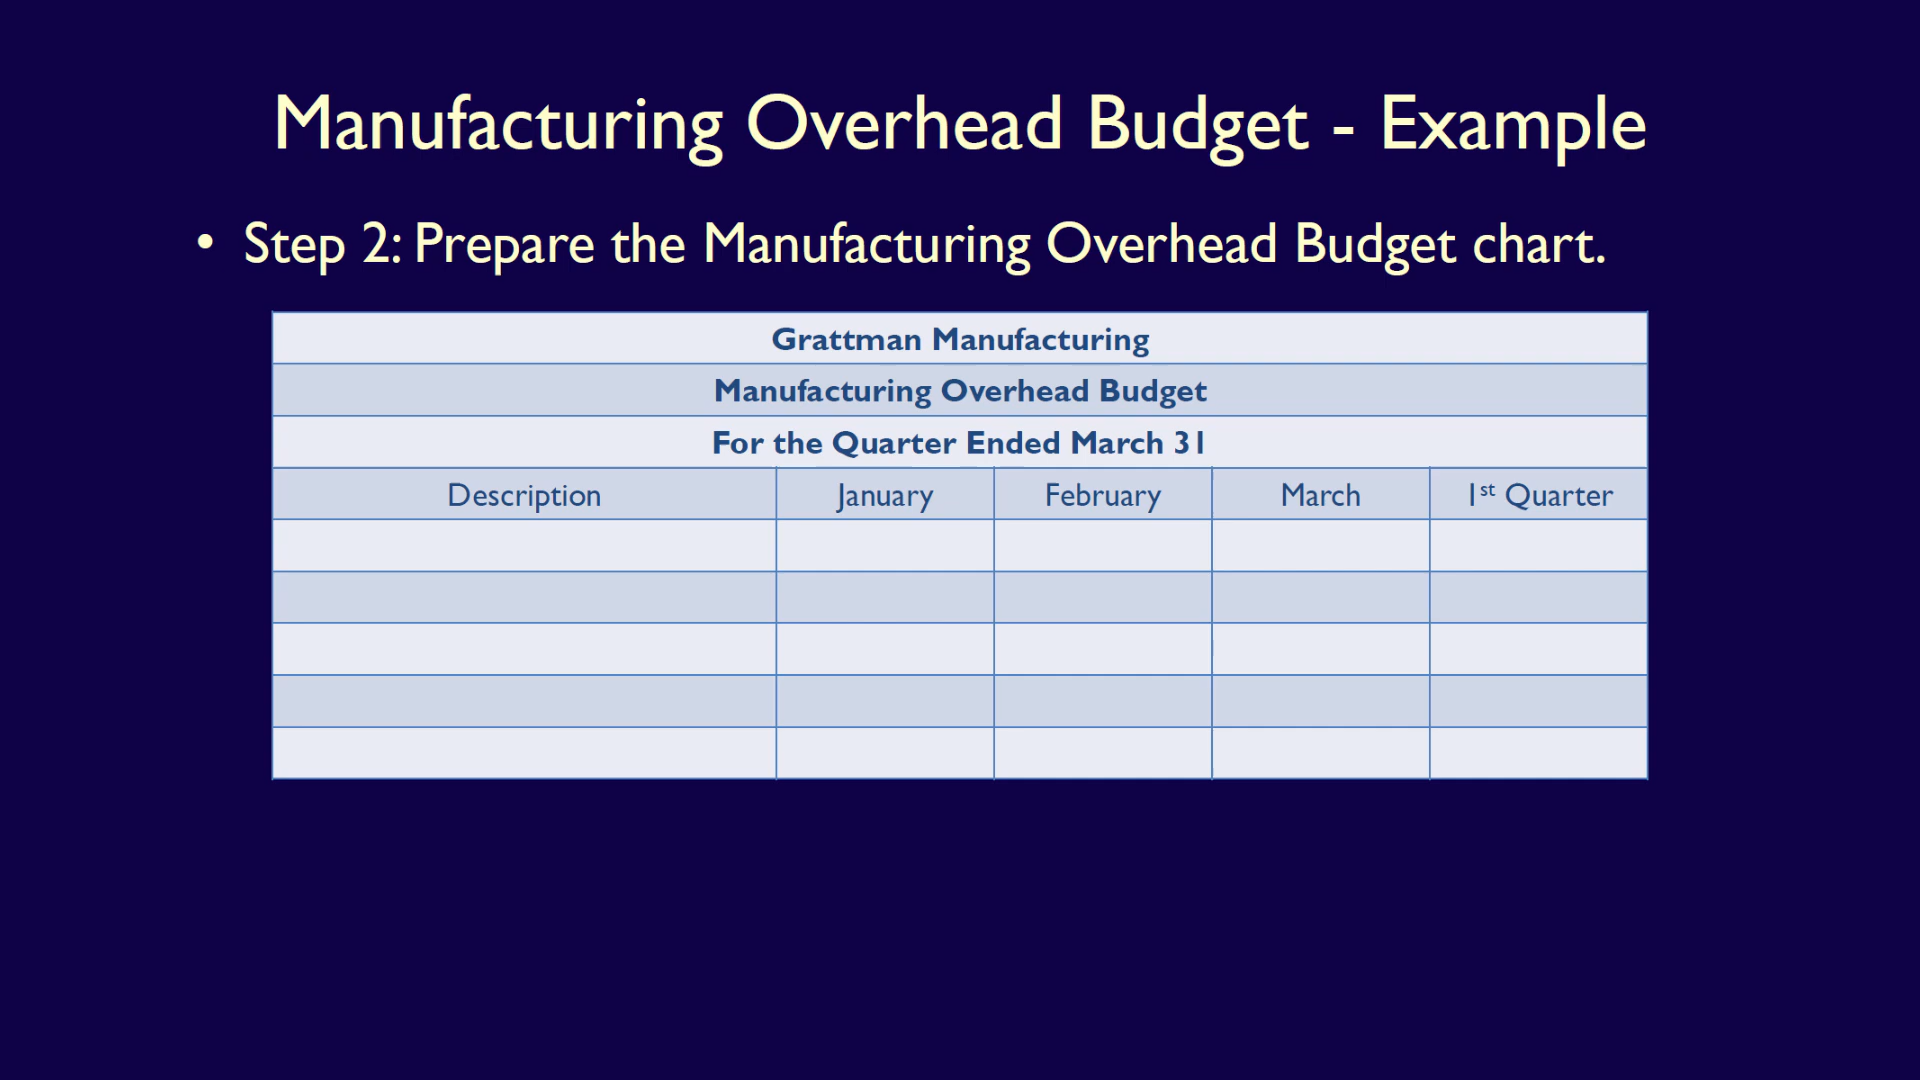 Manufacturing Overhead Budget - Example
• Step 2: Prepare the Manufacturing Overhead Budget chart.
Grattman Manufacturing
Manufacturing Overhead Budget
For the Quarter Ended March 31
Description January February March 1st Quarter